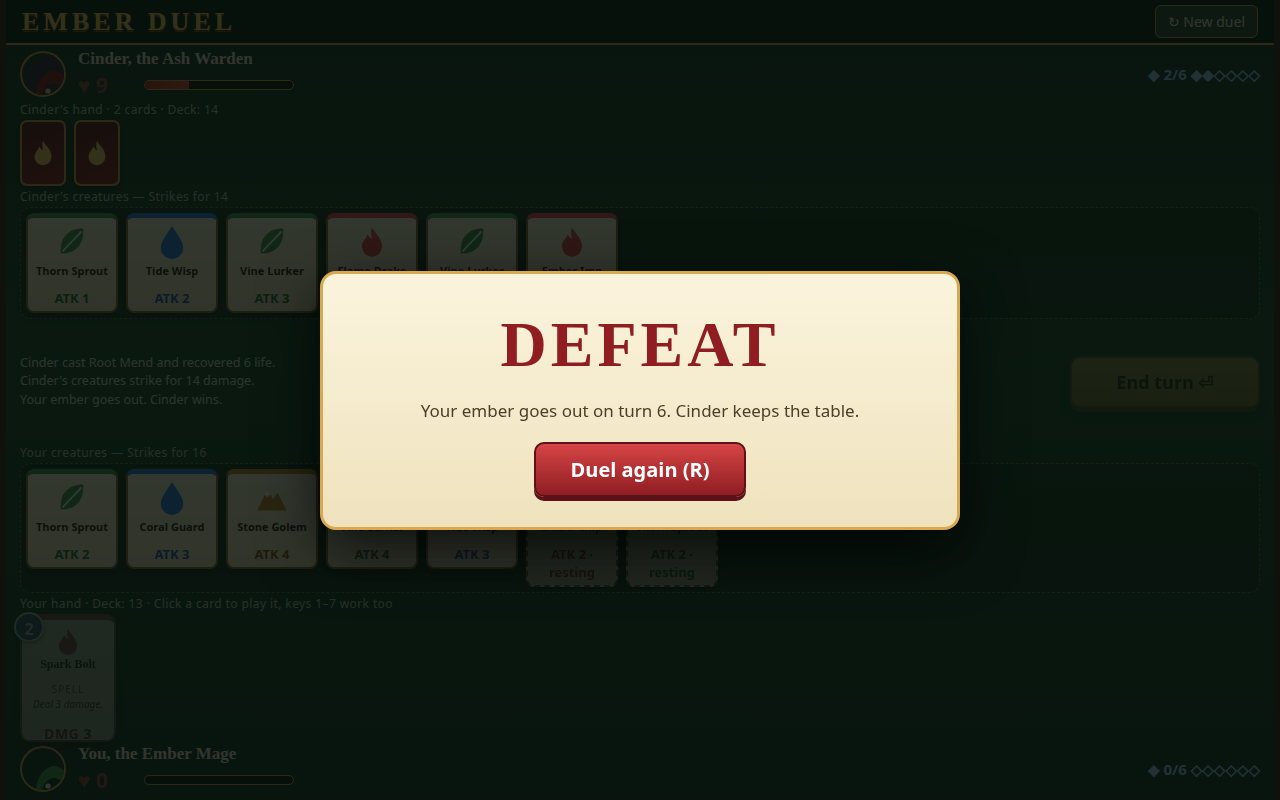 EMBER DUEL
↻ New duel
Cinder, the Ash Warden
♥ 9
◆ 2/6 ◆◆◇◇◇◇
Cinder's hand · 2 cards · Deck: 14
Cinder's creatures — Strikes for 14
Thorn Sprout
Tide Wisp
Vine Lurker
Flame Drake
Vine Lurker
Ember Imp
ATK 1
ATK 2
ATK 3
DEFEAT
Your ember goes out on turn 6. Cinder keeps the table.
Duel again (R)
Cinder cast Root Mend and recovered 6 life.
Cinder's creatures strike for 14 damage.
Your ember goes out. Cinder wins.
End turn ⏎
Your creatures — Strikes for 16
Thorn Sprout
Coral Guard
Stone Golem
ATK 2
ATK 3
ATK 4
ATK 4
ATK 3
ATK 2 · resting
ATK 2 · resting
Your hand · Deck: 13 · Click a card to play it, keys 1–7 work too
2
Spark Bolt
SPELL
Deal 3 damage.
DMG 3
You, the Ember Mage
♥ 0
◆ 0/6 ◇◇◇◇◇◇